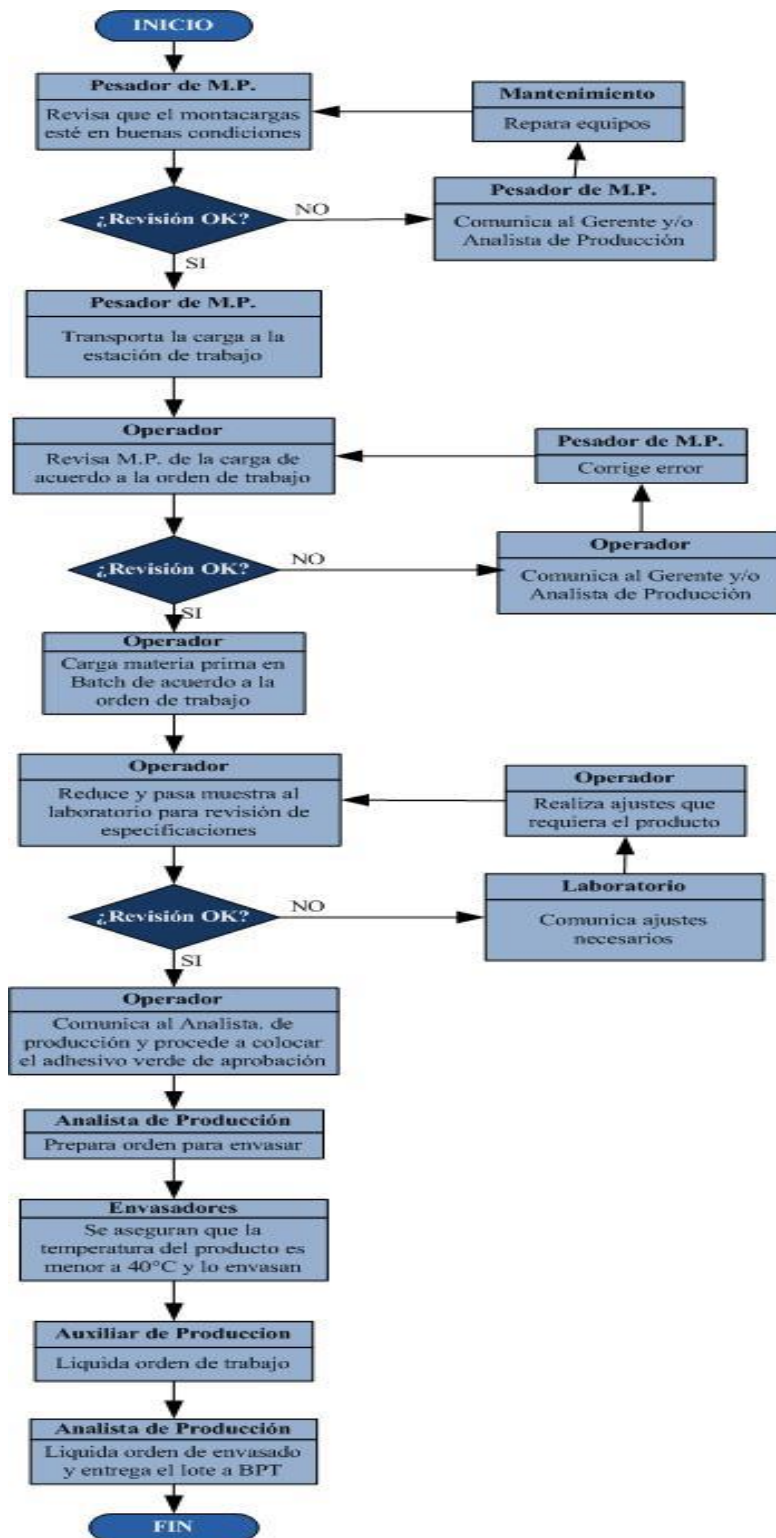 INICIO
Pesador de M.P.
Revisa que el montacargas
esté en buenas condiciones
Mantenimiento
Repara equipos
¿Revisión OK?
NO
Pesador de M.P.
Comunica al Gerente y/o
Analista de Producción
SI
Pesador de M.P.
Transporta la carga a la
estación de trabajo
Operador
Revisa M.P. de la carga de
acuerdo a la orden de trabajo
Pesador de M.P.
Corrige error
¿Revisión OK?
NO
Operador
Comunica al Gerente y/o
Analista de Producción
SI
Operador
Carga materia prima en
Batch de acuerdo a la
orden de trabajo
Operador
Reduce y pasa muestra al
laboratorio para revisión de
especificaciones
Operador
Realiza ajustes que
requiera el producto
¿Revisión OK?
NO
Laboratorio
Comunica ajustes
necesarios
SI
Operador
Comunica al Analista. de
producción y procede a colocar
el adhesivo verde de aprobación
Analista de Producción
Prepara orden para envasar
Envasadores
Se aseguran que la
temperatura del producto es
menor a 40°C y lo envasan
Auxiliar de Produccion
Liquida orden de trabajo
Analista de Producción
Liquida orden de envasado
y entrega el lote a BPT
FIN